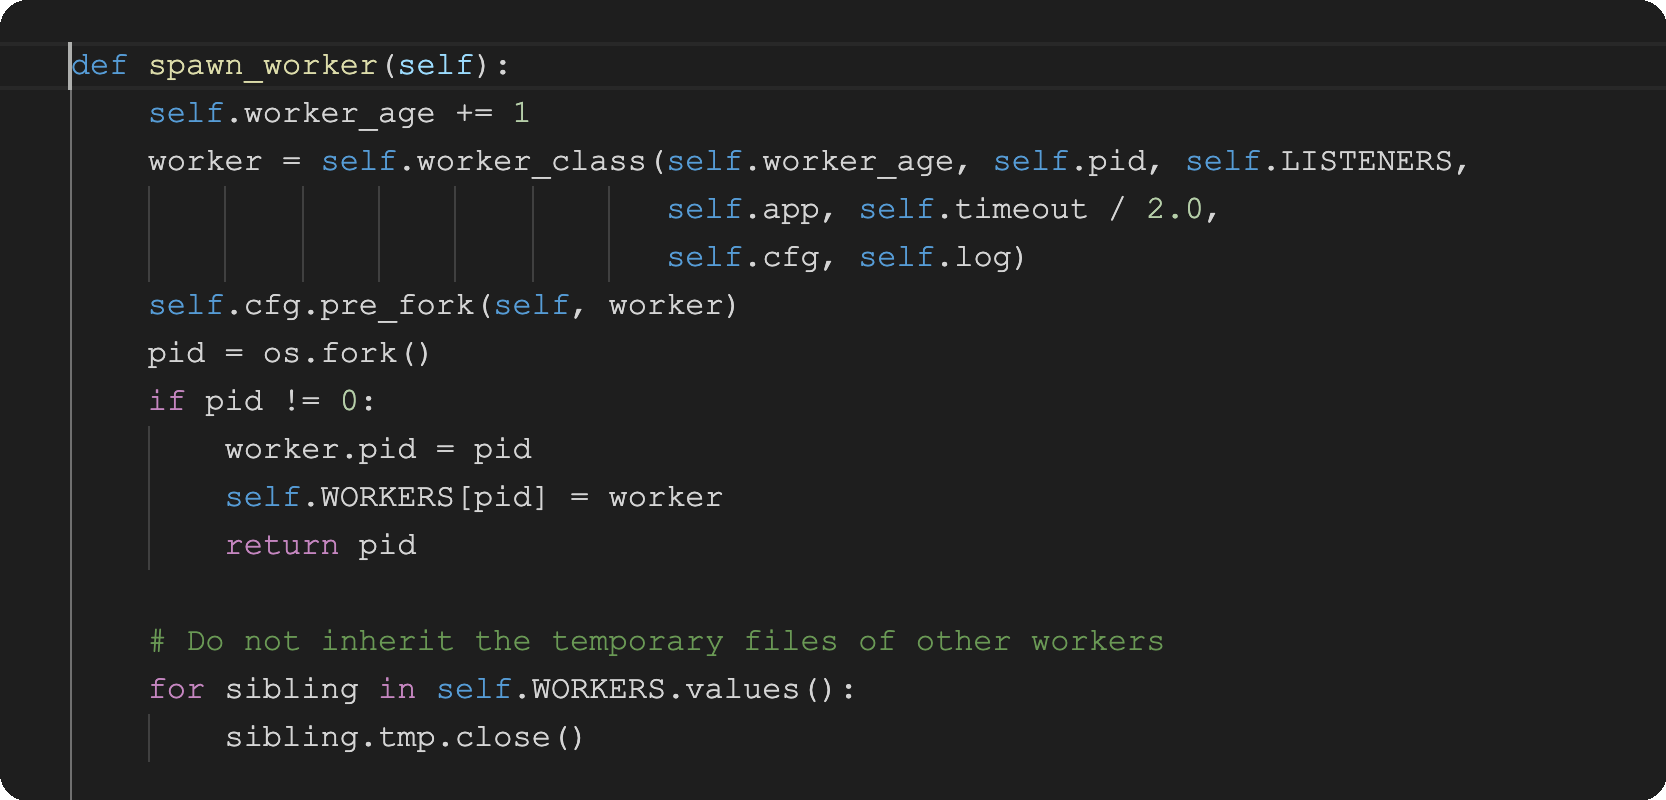 def spawn_worker(self):
    self.worker_age += 1
    worker = self.worker_class(self.worker_age, self.pid, self.LISTENERS,
                               self.app, self.timeout / 2.0,
                               self.cfg, self.log)
    self.cfg.pre_fork(self, worker)
    pid = os.fork()
    if pid != 0:
        worker.pid = pid
        self.WORKERS[pid] = worker
        return pid

    # Do not inherit the temporary files of other workers
    for sibling in self.WORKERS.values():
        sibling.tmp.close()